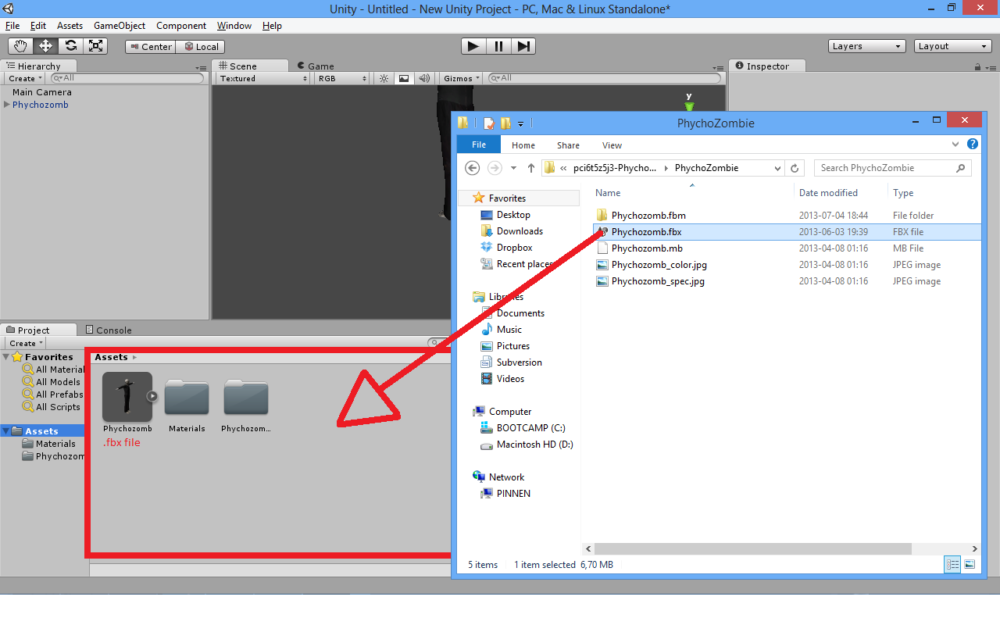 Unity - Untitled - New Unity Project - PC, Mac & Linux Standalone*
File Edit Assets GameObject Component Window Help
Center Local Layers Layout
Hierarchy
Create All
Main Camera
Phychozomb
Scene Game
Textured RGB Gizmos All
y
Inspector
PhychoZombie
File Home Share View
« pci6t5z5j3-Phycho... PhychoZombie Search PhychoZombie
Favorites
Desktop
Downloads
Dropbox
Recent places
Libraries
Documents
Music
Pictures
Subversion
Videos
Computer
BOOTCAMP (C:)
Macintosh HD (D:)
Network
PINNEN
Name Date modified Type
Phychozomb.fbm 2013-07-04 18:44 File folder
Phychozomb.fbx 2013-06-03 19:39 FBX file
Phychozomb.mb 2013-04-08 01:16 MB File
Phychozomb_color.jpg 2013-04-08 01:16 JPEG image
Phychozomb_spec.jpg 2013-04-08 01:16 JPEG image
5 items 1 item selected 6,70 MB
Project Console
Create
Favorites
All Material
All Models
All Prefabs
All Scripts
Assets
Materials
Phychozom
Assets
Phychozomb Materials Phychozom...
.fbx file